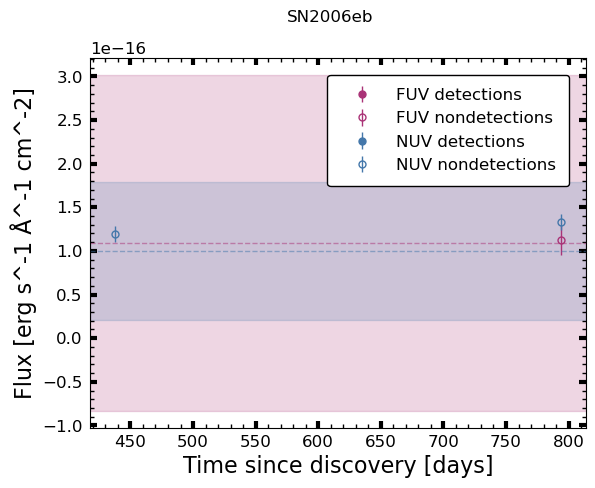 SN2006eb
1e−16
3.0
2.5
2.0
1.5
1.0
0.5
0.0
−0.5
−1.0
Flux [erg s^-1 Å^-1 cm^-2]
FUV detections
FUV nondetections
NUV detections
NUV nondetections
450 500 550 600 650 700 750 800
Time since discovery [days]